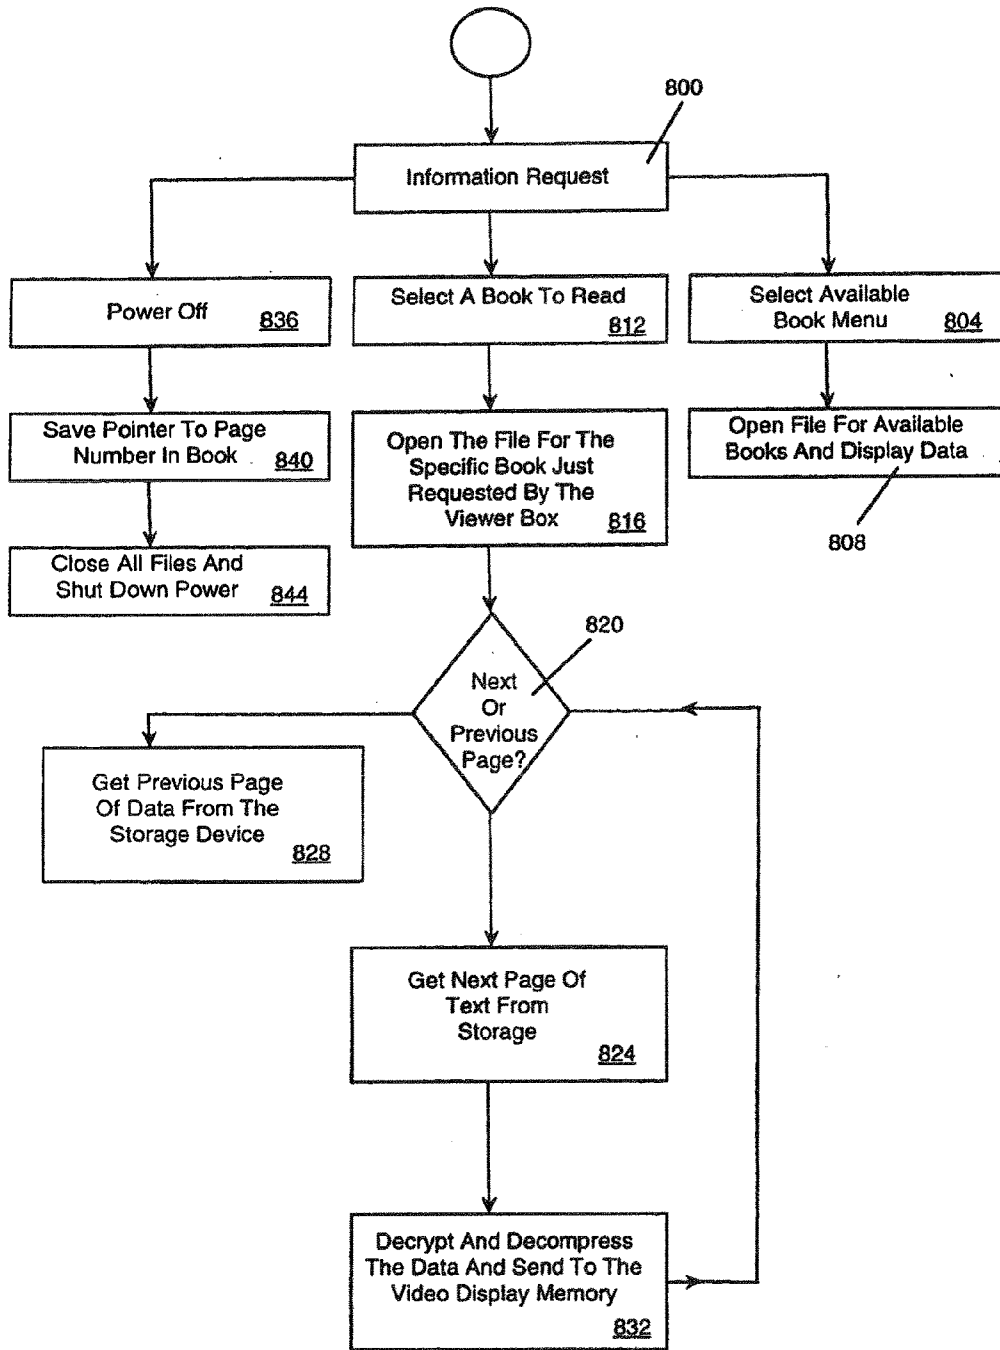 800
Information Request
Power Off
836
Select A Book To Read
812
Select Available
Book Menu
804
Save Pointer To Page
Number In Book
840
Open The File For The
Specific Book Just
Requested By The
Viewer Box
816
Open File For Available
Books And Display Data
808
Close All Files And
Shut Down Power
844
820
Next
Or
Previous
Page?
Get Previous Page
Of Data From The
Storage Device
828
Get Next Page Of
Text From
Storage
824
Decrypt And Decompress
The Data And Send To The
Video Display Memory
832